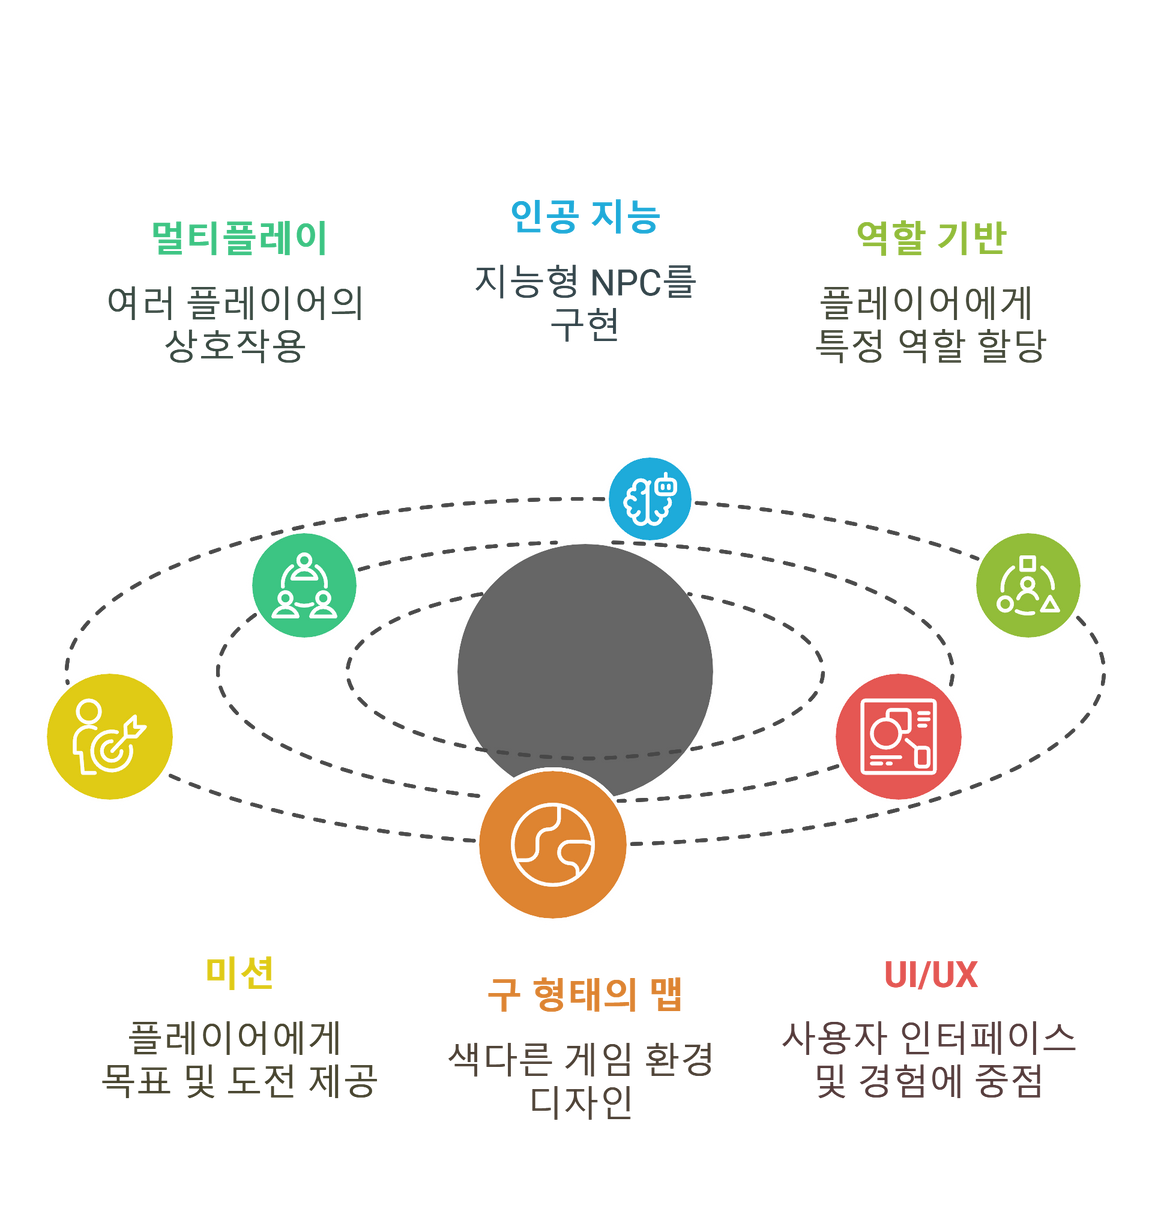 멀티플레이
여러 플레이어의
상호작용
인공 지능
지능형 NPC를
구현
역할 기반
플레이어에게
특정 역할 할당
미션
플레이어에게
목표 및 도전 제공
구 형태의 맵
색다른 게임 환경
디자인
UI/UX
사용자 인터페이스
및 경험에 중점